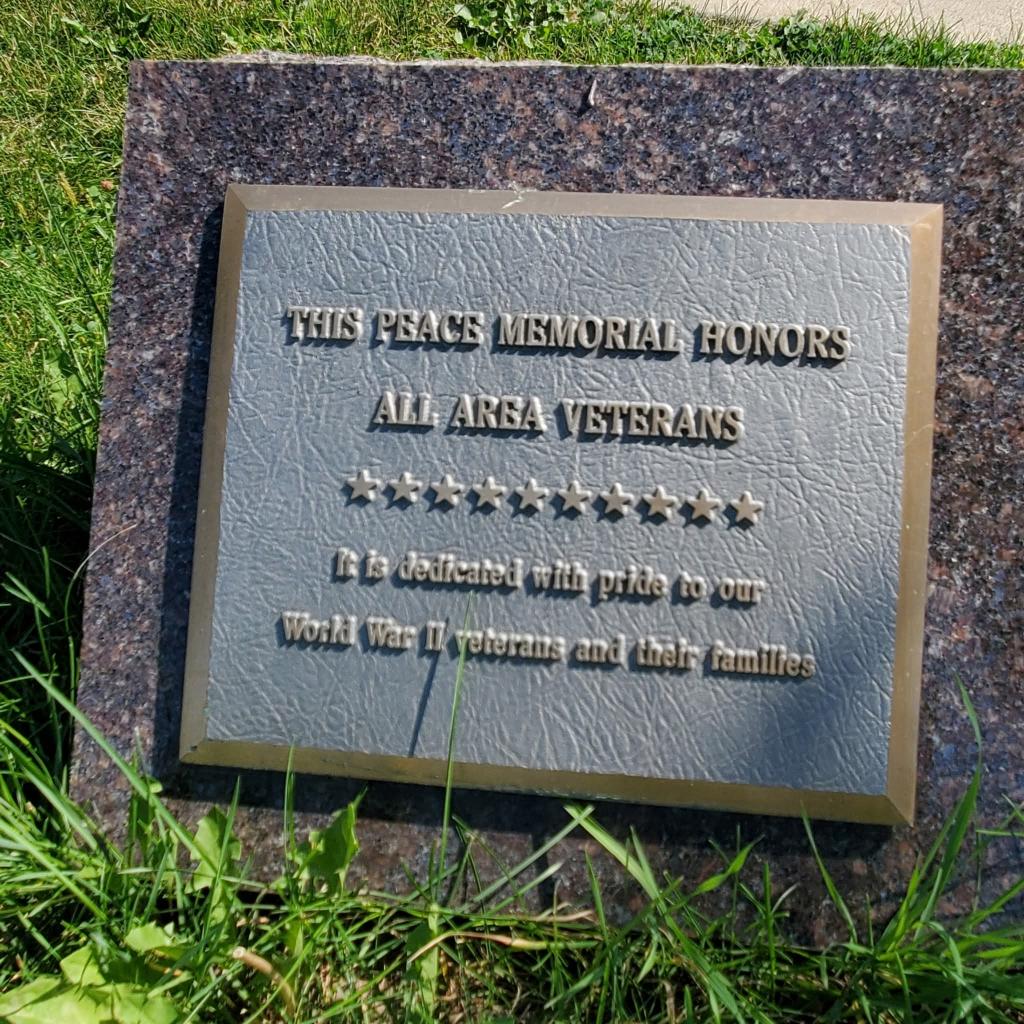 THIS PEACE MEMORIAL HONORS
ALL AREA VETERANS
It is dedicated with pride to our
World War II veterans and their families